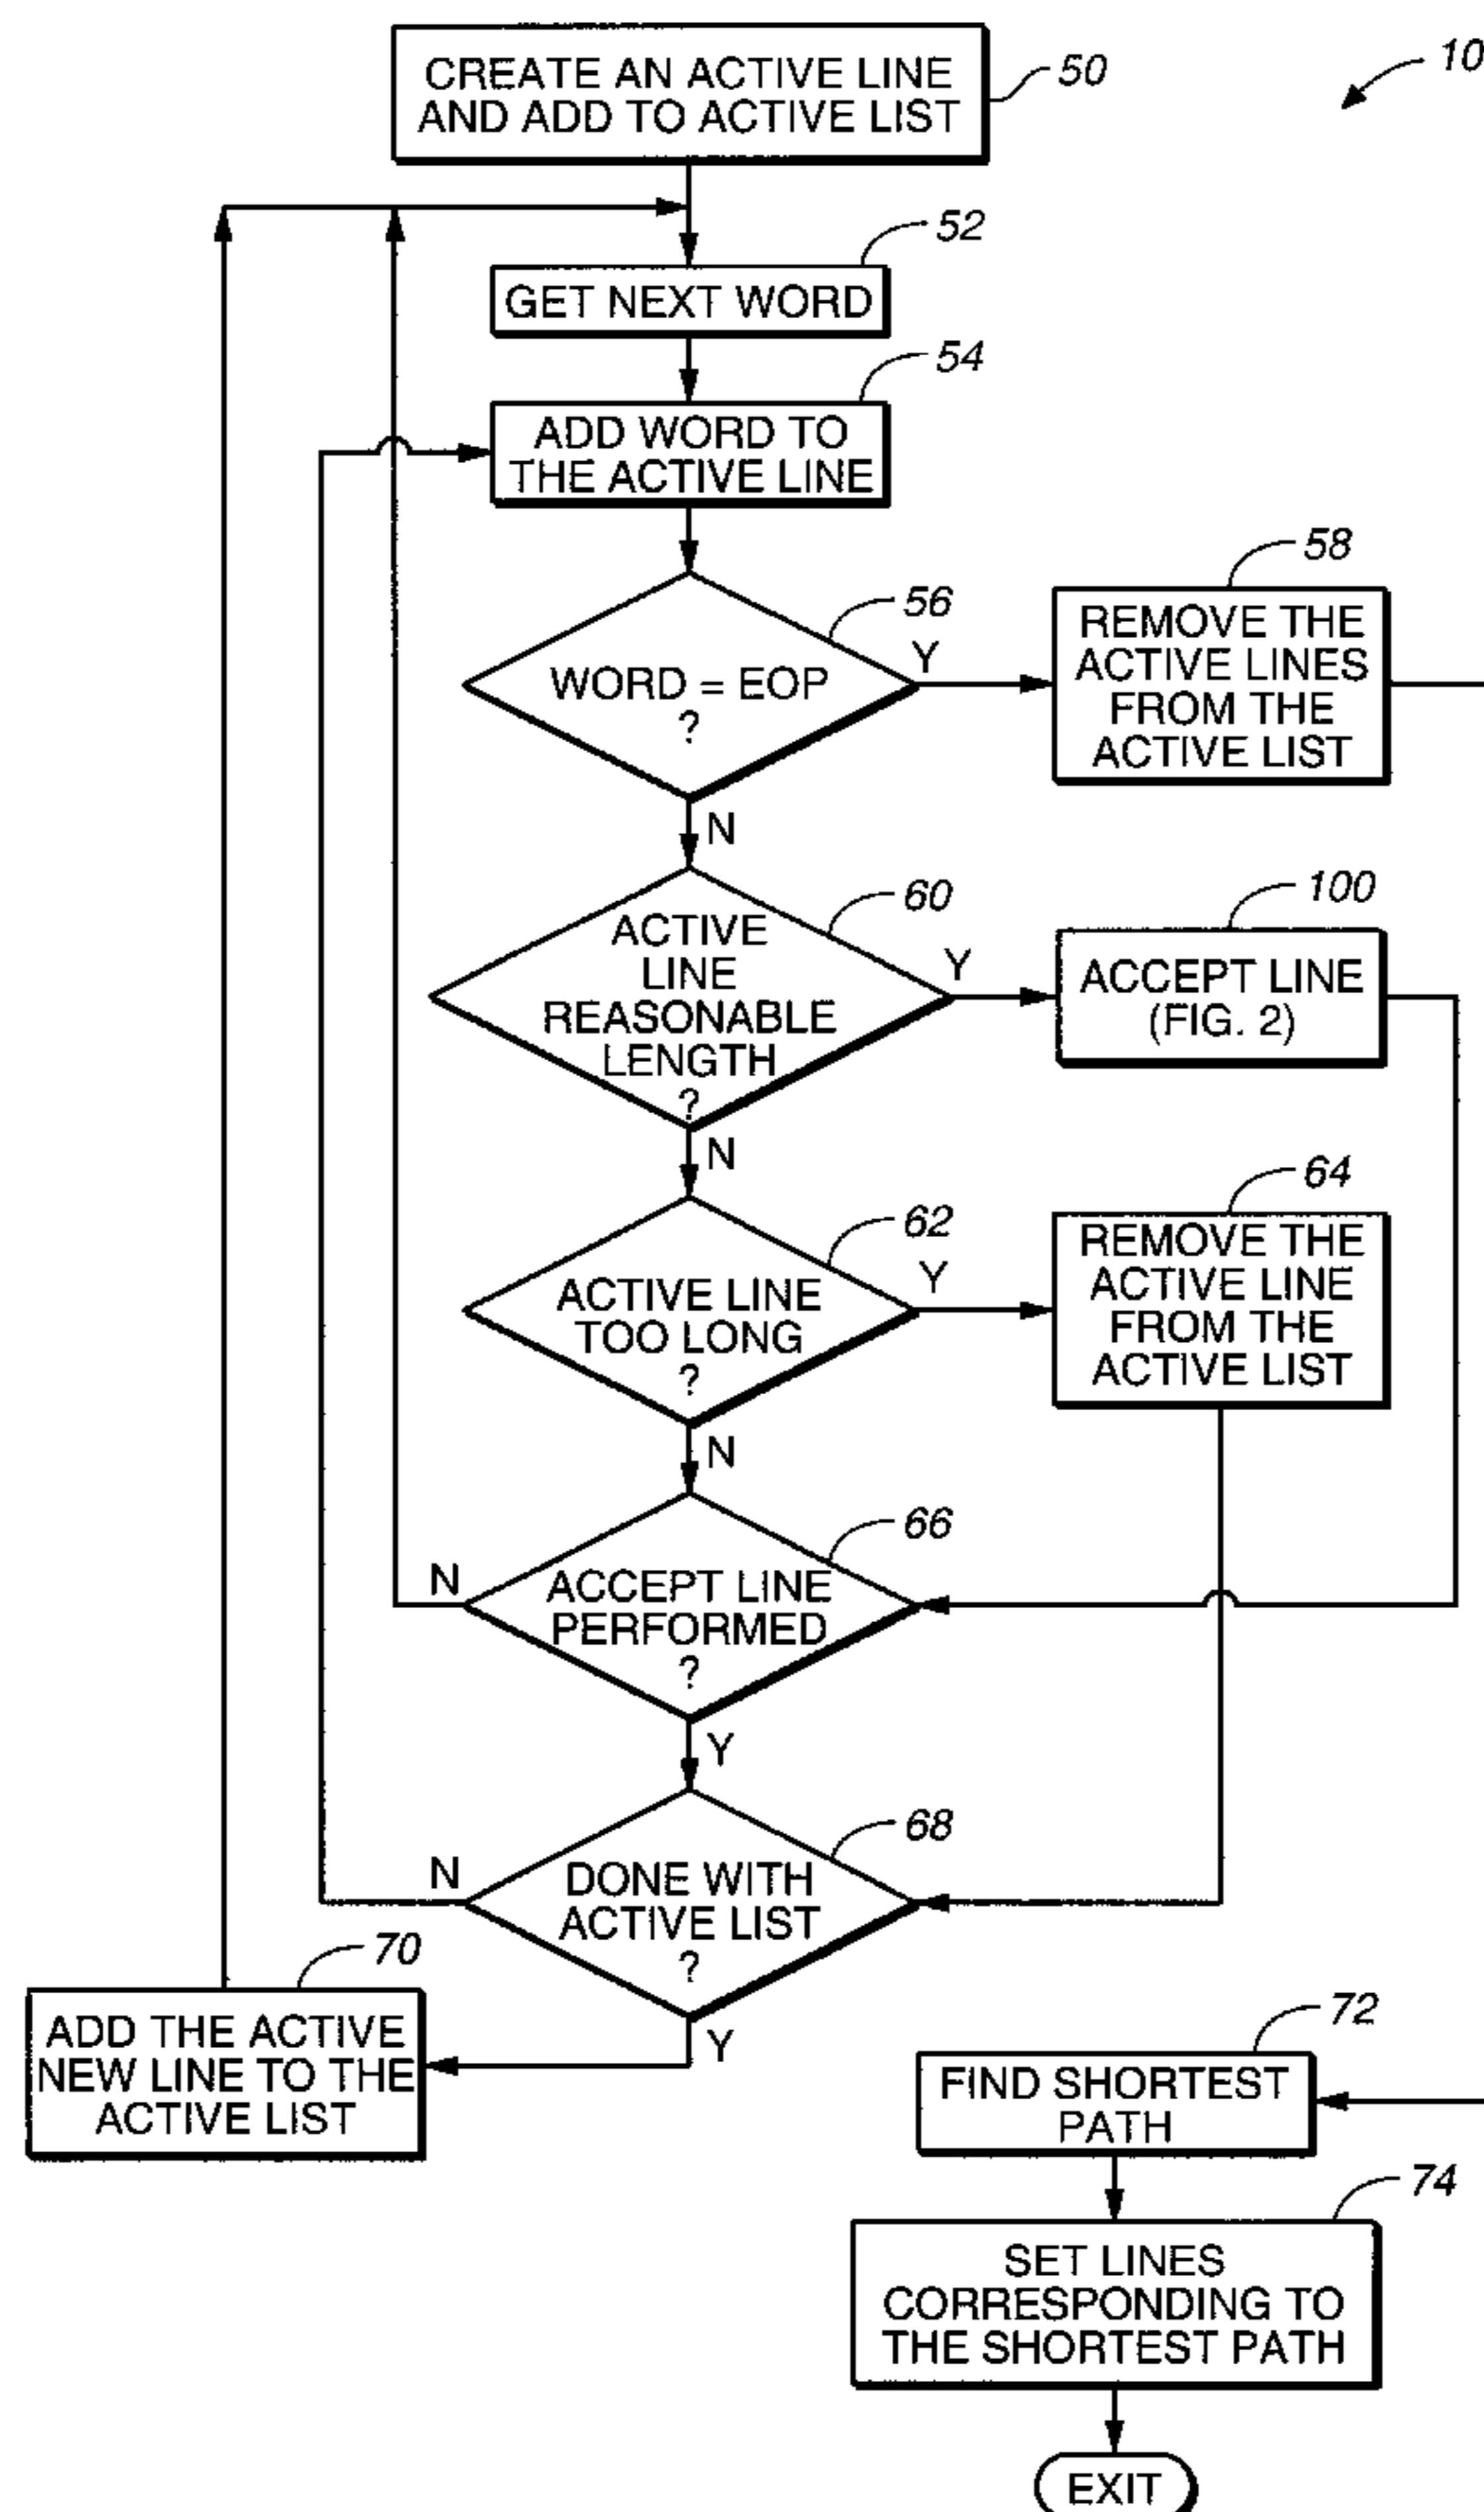 CREATE AN ACTIVE LINE
AND ADD TO ACTIVE LIST
50
10
52
GET NEXT WORD
54
ADD WORD TO
THE ACTIVE LINE
56
WORD = EOP
?
Y
N
58
REMOVE THE
ACTIVE LINES
FROM THE
ACTIVE LIST
60
ACTIVE
LINE
REASONABLE
LENGTH
?
Y
N
100
ACCEPT LINE
(FIG. 2)
62
ACTIVE LINE
TOO LONG
?
Y
N
64
REMOVE THE
ACTIVE LINE
FROM THE
ACTIVE LIST
66
ACCEPT LINE
PERFORMED
?
N
Y
68
DONE WITH
ACTIVE LIST
?
N
Y
70
ADD THE ACTIVE
NEW LINE TO THE
ACTIVE LIST
72
FIND SHORTEST
PATH
74
SET LINES
CORRESPONDING TO
THE SHORTEST PATH
EXIT